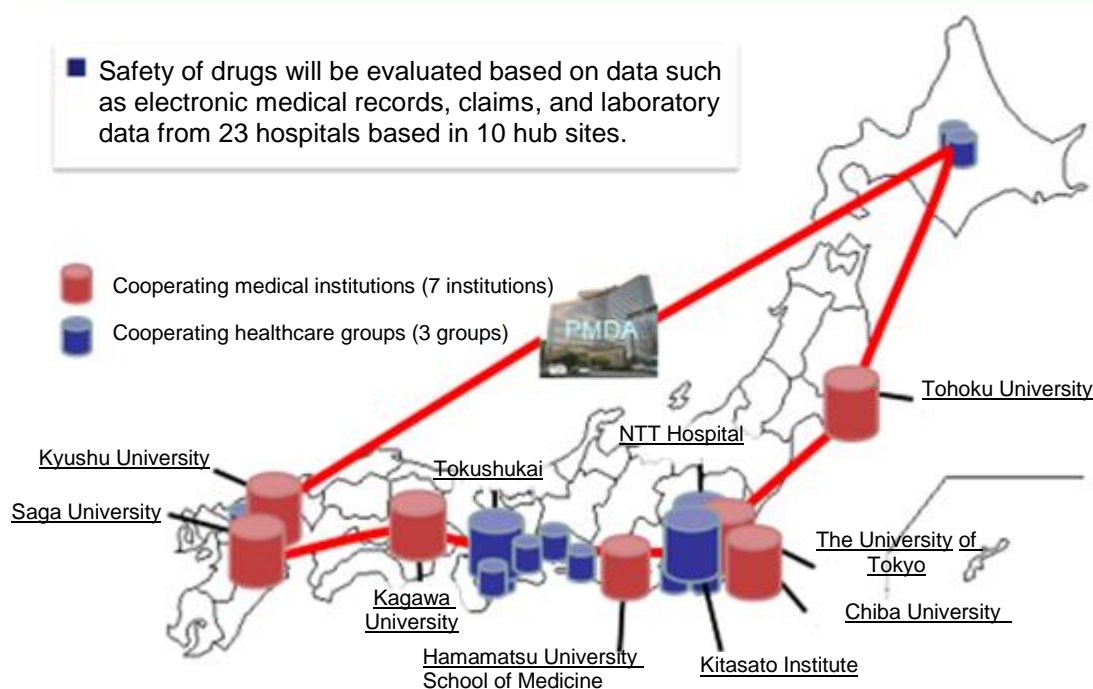 Safety of drugs will be evaluated based on data such
as electronic medical records, claims, and laboratory
data from 23 hospitals based in 10 hub sites.
Cooperating medical institutions (7 institutions)
Cooperating healthcare groups (3 groups)
PMDA
Tohoku University
NTT Hospital
Kyushu University
Tokushukai
Saga University
The University of
Tokyo
Kagawa
University
Chiba University
Hamamatsu University
School of Medicine
Kitasato Institute